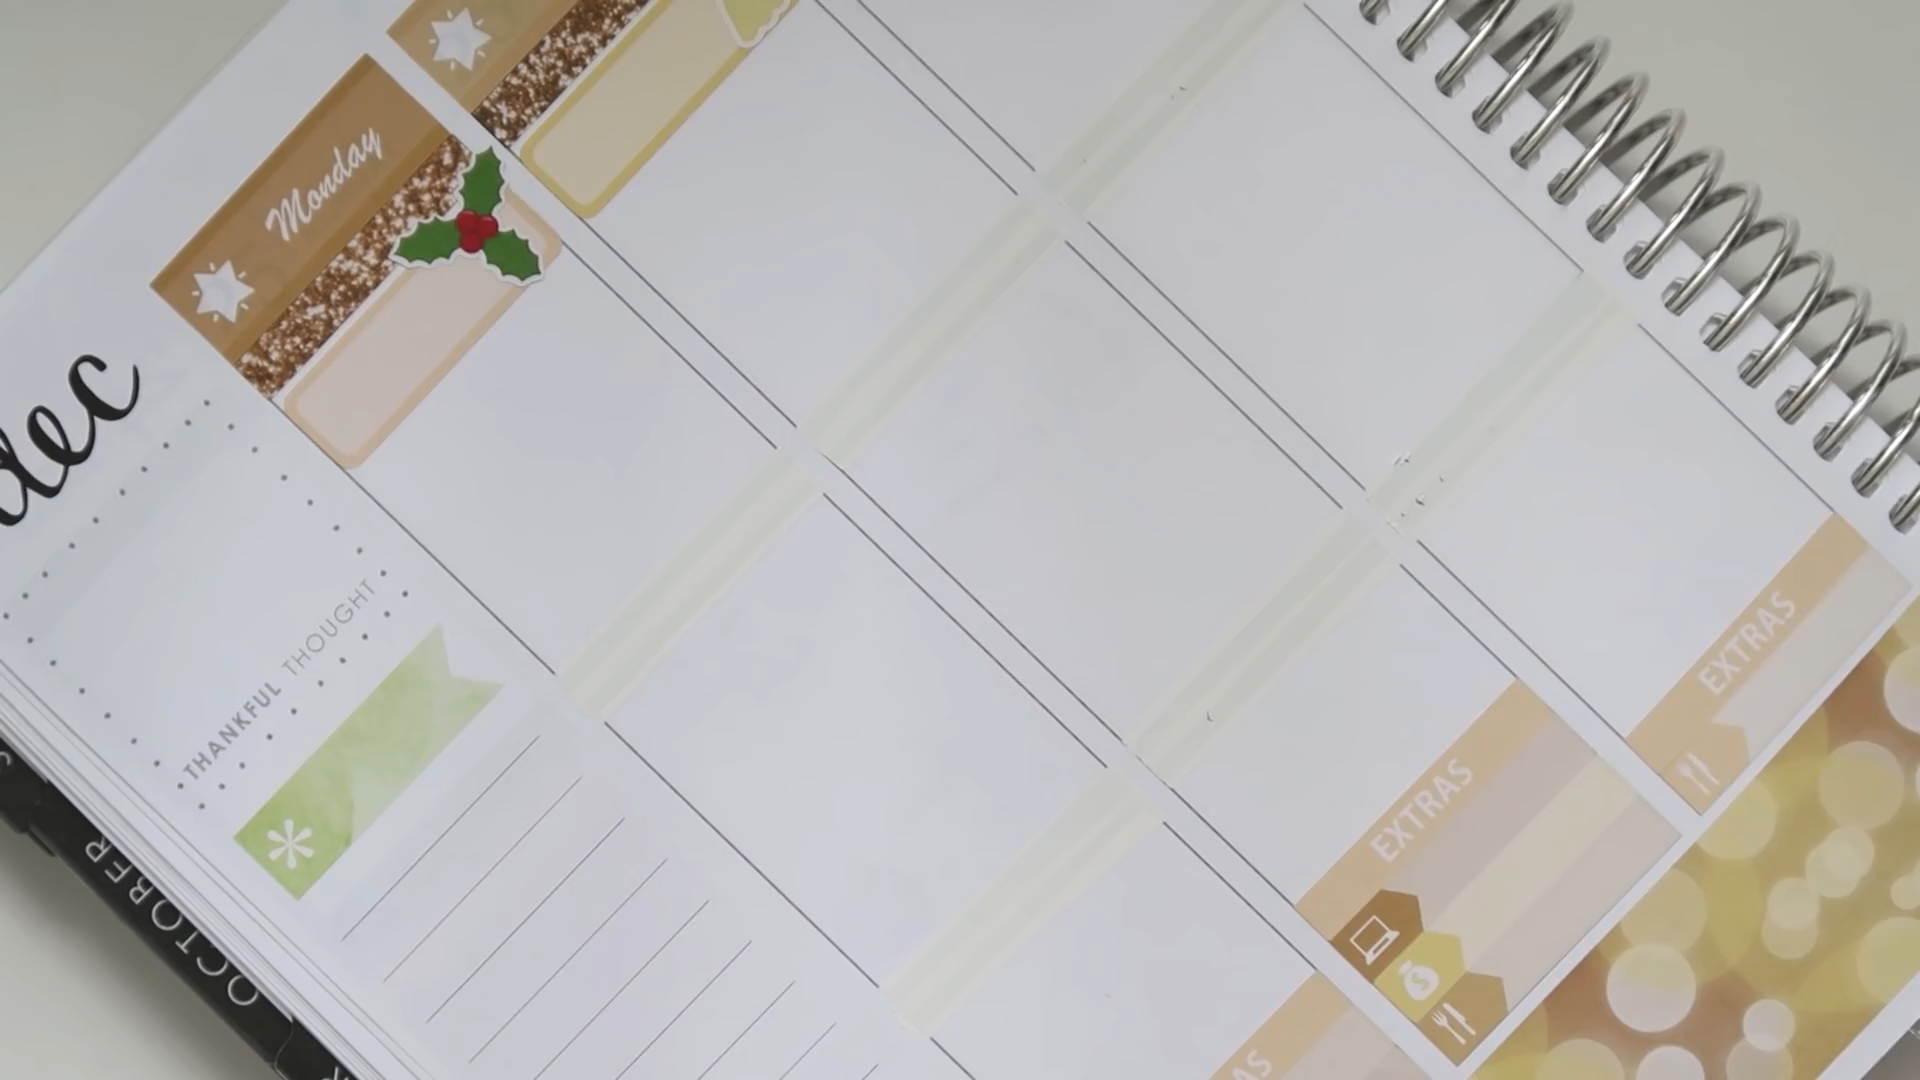 Monday
dec
THANKFUL THOUGHT
EXTRAS
EXTRAS
OCTOBER